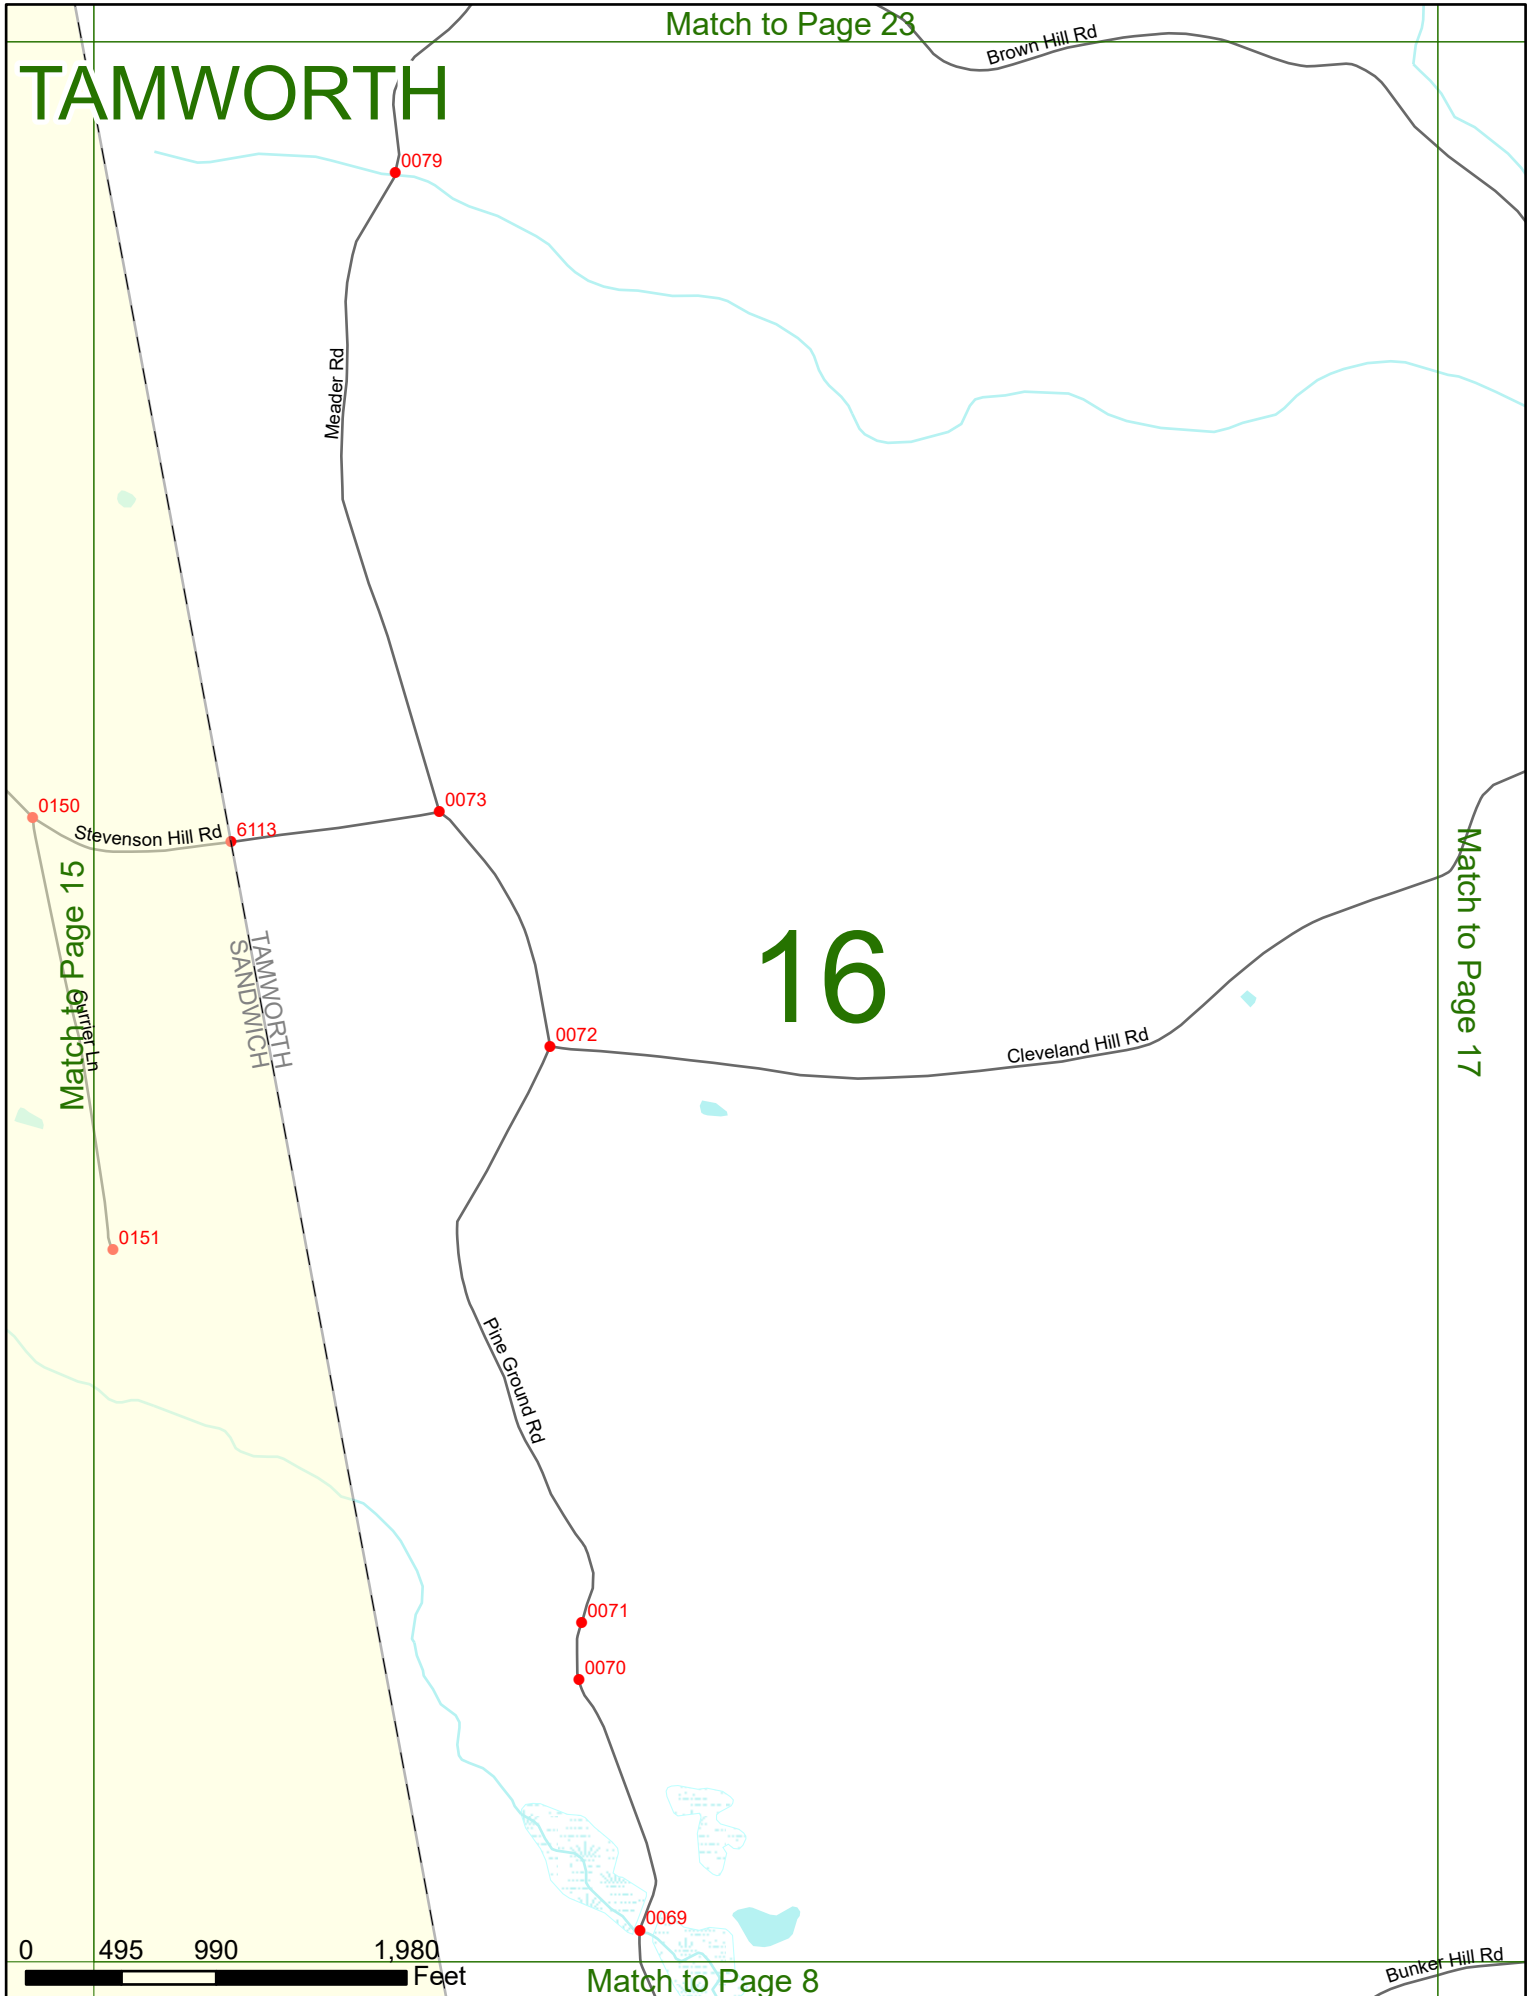 Match to Page 23
Brown Hill Rd
TAMWORTH
0079
Meader Rd
0073
0150
6113
Stevenson Hill Rd
Match to Page 15
Match to Page 17
TAMWORTH
SANDWICH
16
Currier Ln
0072
Cleveland Hill Rd
0151
Pine Ground Rd
0071
0070
0069
0 495 990 1,980
Feet
Match to Page 8
Bunker Hill Rd